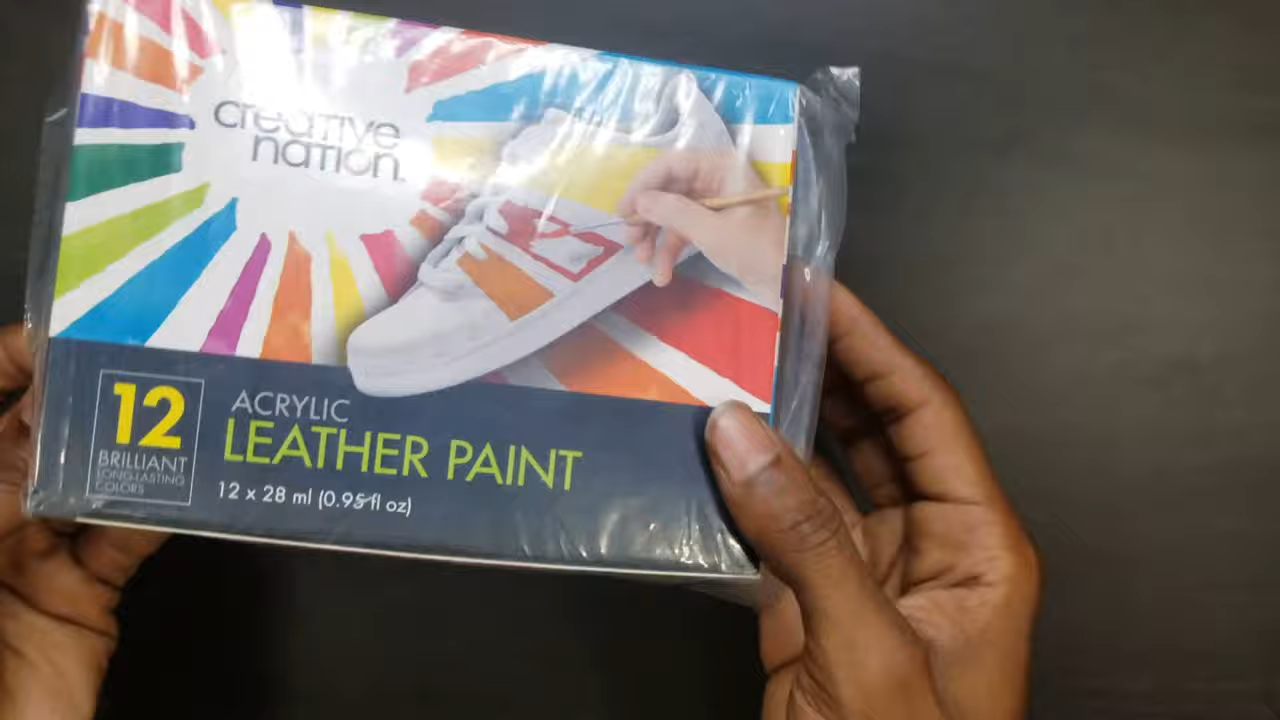 creative
nation.
12
BRILLIANT
LONG-LASTING
COLORS
ACRYLIC
LEATHER PAINT
12 x 28 ml (0.95 fl oz)